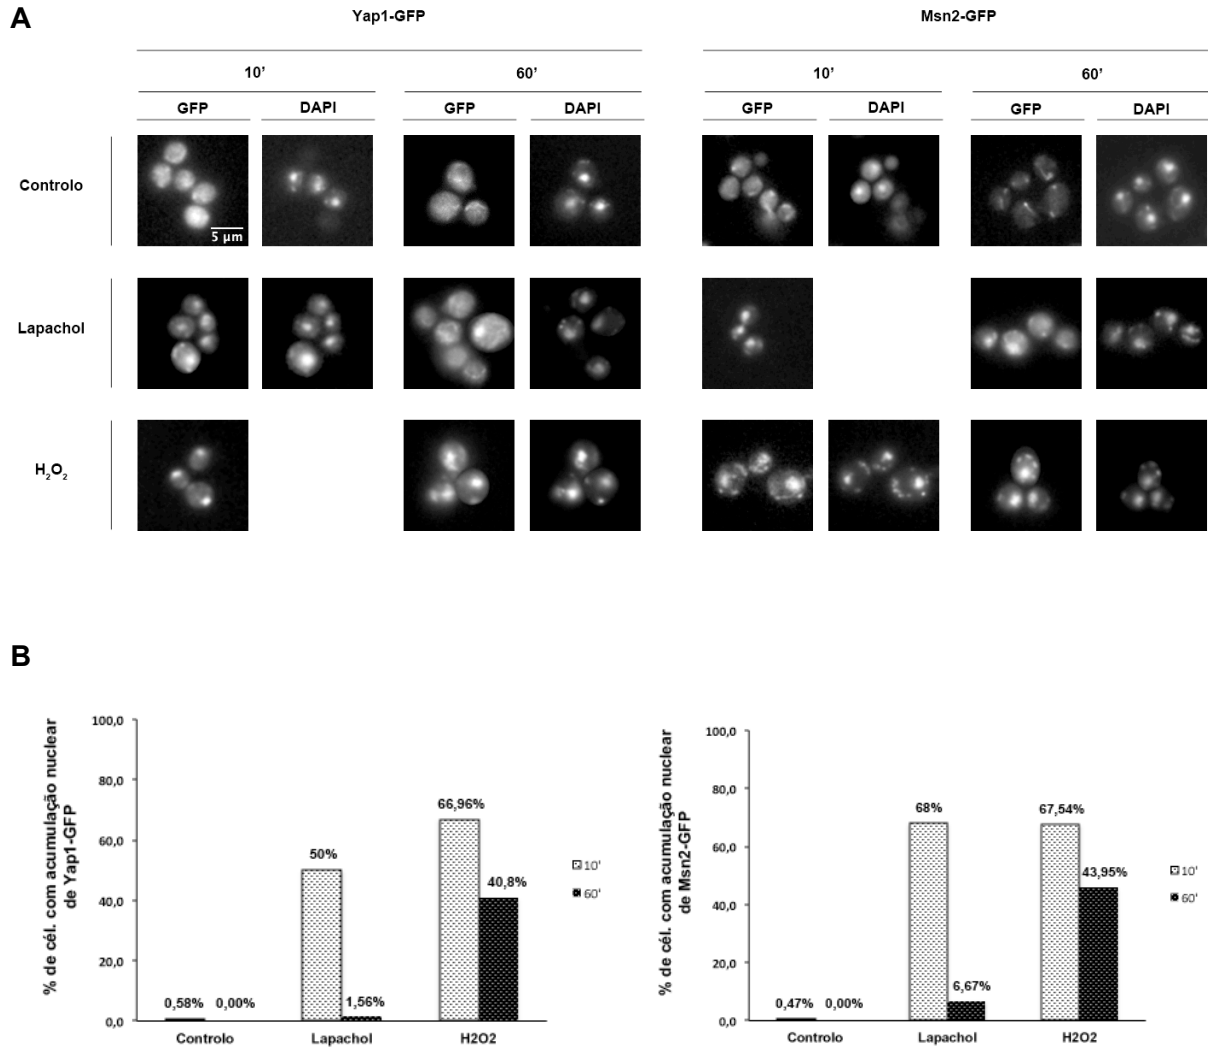 A
Yap1-GFP
Msn2-GFP
10’
60’
10’
60’
GFP
DAPI
GFP
DAPI
GFP
DAPI
GFP
DAPI
Controlo
5 µm
Lapachol
H₂O₂
B
% de cél. com acumulação nuclear
de Yap1-GFP
100,0
80,0
60,0
40,0
20,0
0,0
0,58%
0,00%
50%
1,56%
66,96%
40,8%
Controlo
Lapachol
H2O2
10'
60'
% de cél. com acumulação nuclear
de Msn2-GFP
100,0
80,0
60,0
40,0
20,0
0,0
0,47%
0,00%
68%
6,67%
67,54%
43,95%
Controlo
Lapachol
H2O2
10'
60'